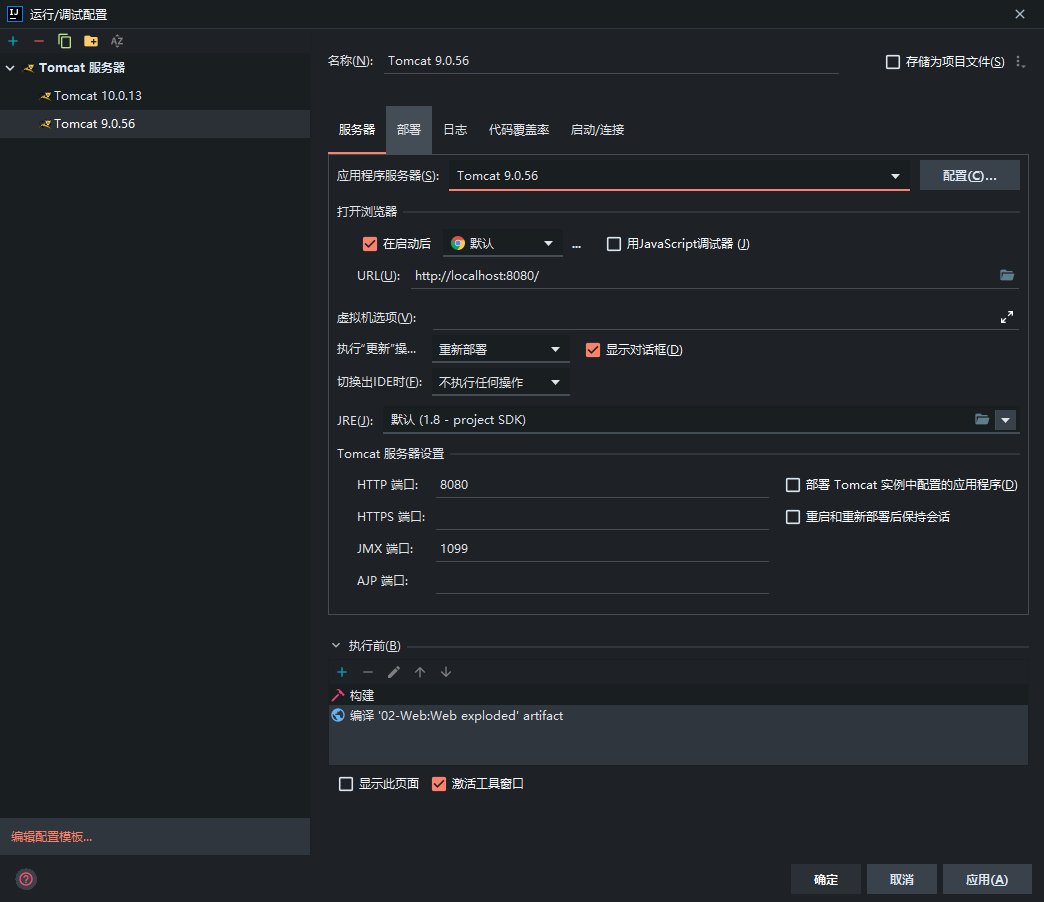 运行/调试配置
Tomcat 服务器
Tomcat 10.0.13
Tomcat 9.0.56
编辑配置模板...
名称(N): Tomcat 9.0.56 存储为项目文件(S)
服务器 部署 日志 代码覆盖率 启动/连接
应用程序服务器(S): Tomcat 9.0.56 配置(C)...
打开浏览器
在启动后 默认 ... 用JavaScript调试器 (J)
URL(U): http://localhost:8080/
虚拟机选项(V):
执行"更新"操... 重新部署 显示对话框(D)
切换出IDE时(F): 不执行任何操作
JRE(J): 默认 (1.8 - project SDK)
Tomcat 服务器设置
HTTP 端口: 8080 部署 Tomcat 实例中配置的应用程序(D)
HTTPS 端口: 重启和重新部署后保持会话
JMX 端口: 1099
AJP 端口:
执行前(B)
构建
编译 '02-Web:Web exploded' artifact
显示此页面 激活工具窗口
确定 取消 应用(A)